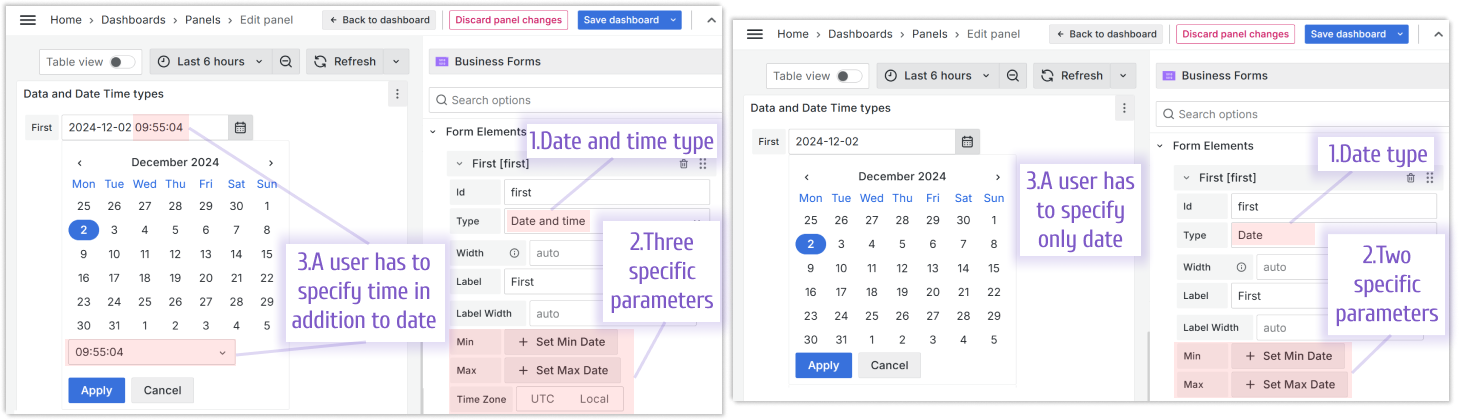 Home > Dashboards > Panels > Edit panel
← Back to dashboard
Discard panel changes
Save dashboard
Table view
Last 6 hours
Refresh
Data and Date Time types
First
2024-12-02 09:55:04
December 2024
Mon Tue Wed Thu Fri Sat Sun
25 26 27 28 29 30 1
2 3 4 5 6 7 8
9 10 11 12 13 14 15
16 17 18 19 20 21 22
23 24 25 26 27 28 29
30 31 1 2 3 4 5
09:55:04
Apply
Cancel
3.A user has to
specify time in
addition to date
Business Forms
Search options
Form Elements
1.Date and time type
First [first]
Id
first
Type
Date and time
Width
auto
Label
First
Label Width
auto
2.Three
specific
parameters
Min
+ Set Min Date
Max
+ Set Max Date
Time Zone
UTC
Local
Home > Dashboards > Panels > Edit panel
← Back to dashboard
Discard panel changes
Save dashboard
Table view
Last 6 hours
Refresh
Data and Date Time types
First
2024-12-02
December 2024
Mon Tue Wed Thu Fri Sat Sun
25 26 27 28 29 30 1
2 3 4 5 6 7 8
9 10 11 12 13 14 15
16 17 18 19 20 21 22
23 24 25 26 27 28 29
30 31 1 2 3 4 5
Apply
Cancel
3.A user has
to specify
only date
Business Forms
Search options
Form Elements
1.Date type
First [first]
Id
first
Type
Date
Width
auto
Label
First
Label Width
auto
2.Two
specific
parameters
Min
+ Set Min Date
Max
+ Set Max Date